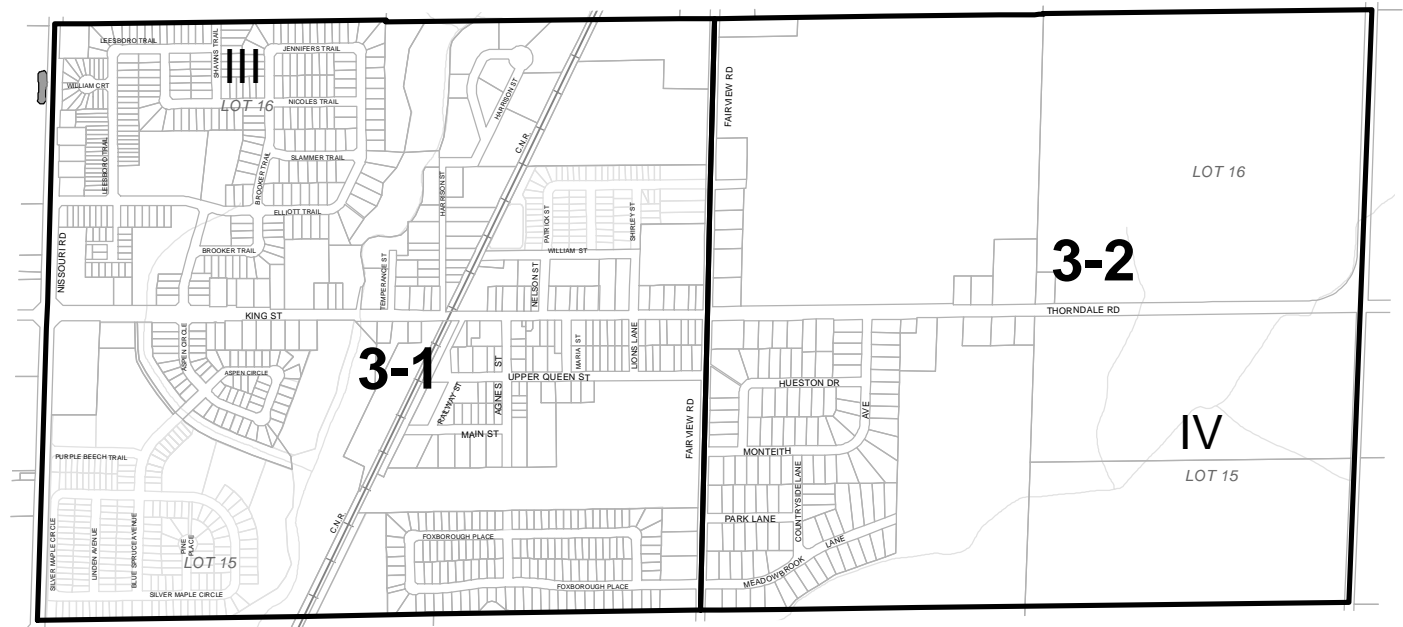 LEESBORO TRAIL
SHAWNS TRAIL
III
JENNIFERS TRAIL
WILLIAM CRT
LOT 16
NICOLES TRAIL
HARRISON ST
C.N.R.
FAIRVIEW RD
LEESBORO TRAIL
BROOKER TRAIL
SLAMMER TRAIL
HARRISON ST
LOT 16
ELLIOTT TRAIL
PATRICK ST
SHIRLEY ST
NISSOURI RD
BROOKER TRAIL
TEMPERANCE ST
WILLIAM ST
NELSON ST
3-2
KING ST
THORNDALE RD
ASPEN CIRCLE
ASPEN CIRCLE
3-1
AGNES ST
MARIA ST
LIONS LANE
UPPER QUEEN ST
RAILWAY ST
MAIN ST
FAIRVIEW RD
HUESTON DR
MONTEITH AVE
IV
LOT 15
PURPLE BEECH TRAIL
COUNTRYSIDE LANE
PARK LANE
C.N.R.
SILVER MAPLE CIRCLE
LINDEN AVENUE
BLUE SPRUCE AVENUE
PINE PLACE
LOT 15
FOXBOROUGH PLACE
MEADOWBROOK LANE
FOXBOROUGH PLACE
SILVER MAPLE CIRCLE